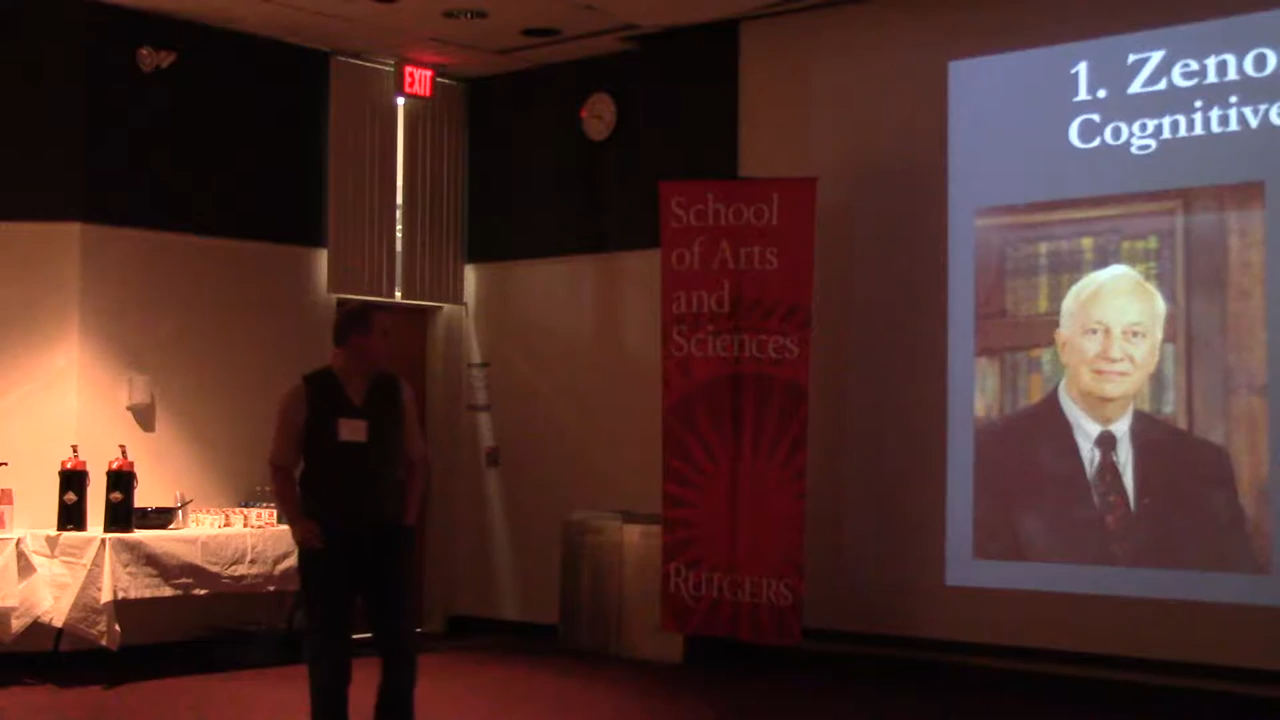 EXIT
1. Zeno
Cognitive
School
of Arts
and
Sciences
RUTGERS